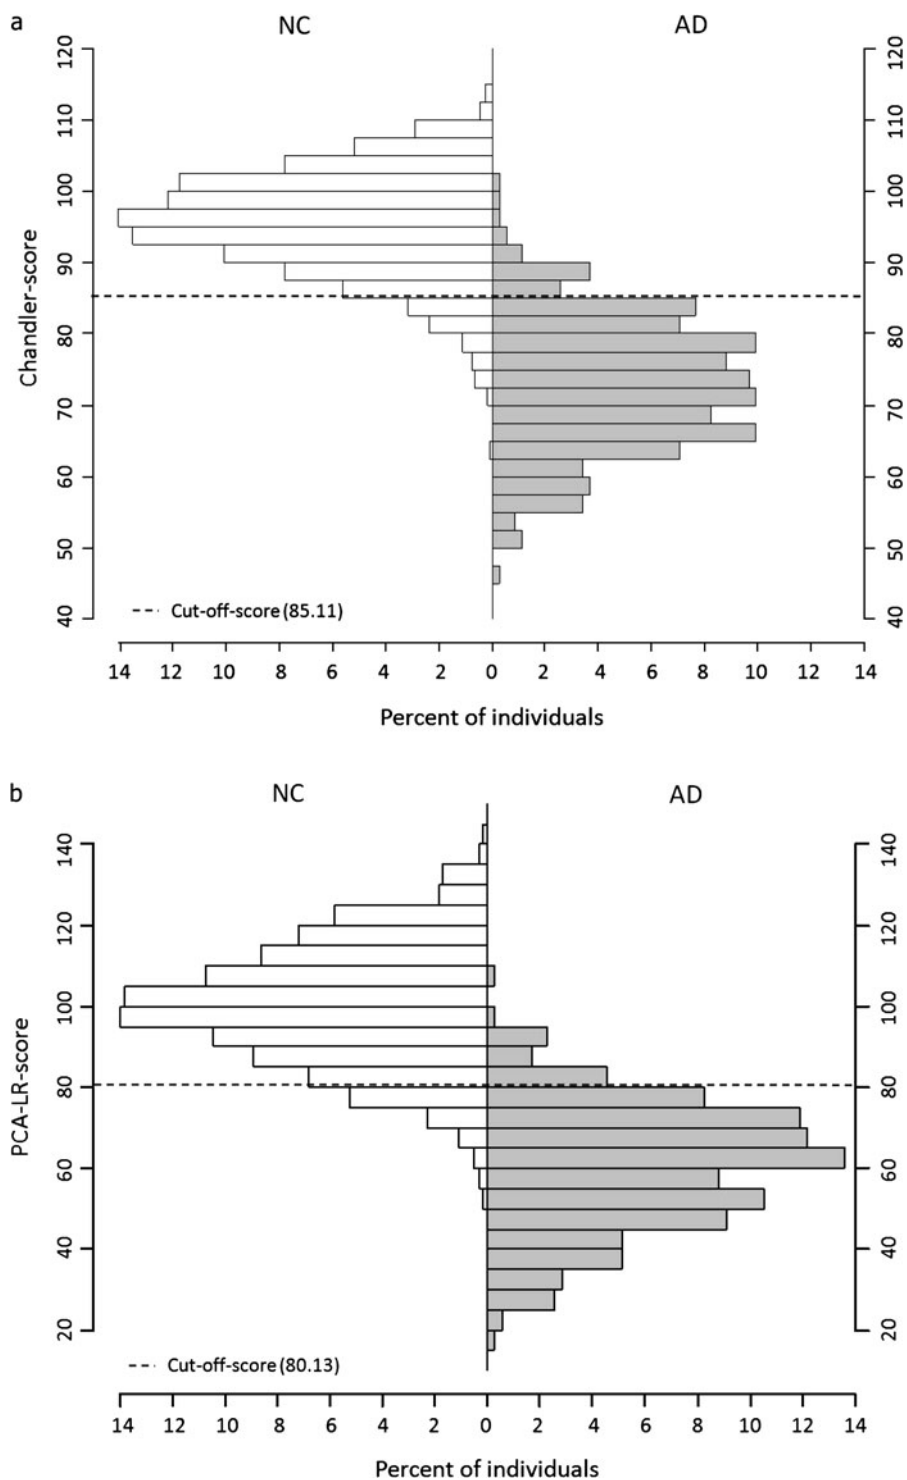 a
NC AD
120 120
110 110
100 100
90 90
80 80
70 70
60 60
50 50
40 40
Chandler-score
Cut-off-score (85.11)
14 12 10 8 6 4 2 0 2 4 6 8 10 12 14
Percent of individuals
b
NC AD
140 140
120 120
100 100
80 80
60 60
40 40
20 20
PCA-LR-score
Cut-off-score (80.13)
14 12 10 8 6 4 2 0 2 4 6 8 10 12 14
Percent of individuals